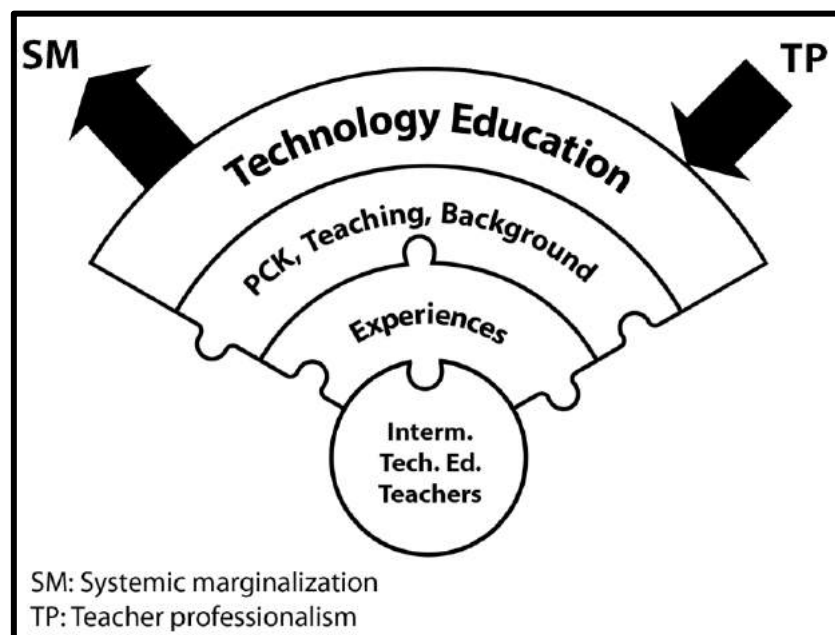 SM
TP
Technology Education
PCK, Teaching, Background
Experiences
Interm.
Tech. Ed.
Teachers
SM: Systemic marginalization
TP: Teacher professionalism